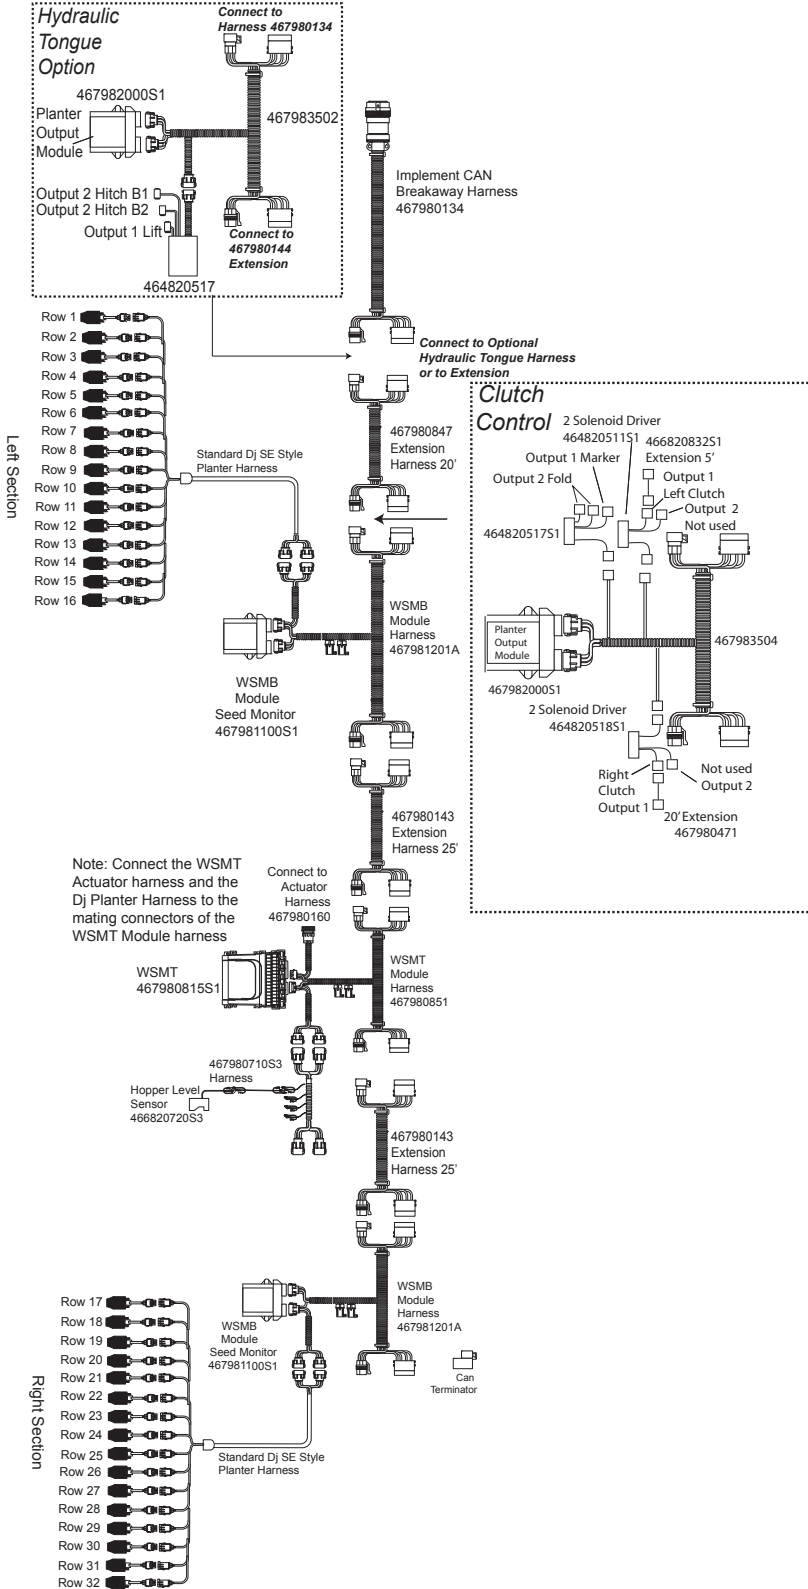 Hydraulic
Tongue
Option
Connect to
Harness 467980134
467982000S1
Planter
Output
Module
467983502
Output 2 Hitch B1
Output 2 Hitch B2
Output 1 Lift
Connect to
467980144
Extension
464820517
Implement CAN
Breakaway Harness
467980134
Connect to Optional
Hydraulic Tongue Harness
or to Extension
Row 1
Row 2
Row 3
Row 4
Row 5
Row 6
Row 7
Row 8
Row 9
Row 10
Row 11
Row 12
Row 13
Row 14
Row 15
Row 16
Left Section
Standard Dj SE Style
Planter Harness
467980847
Extension
Harness 20'
Clutch
Control
2 Solenoid Driver
464820511S1
466820832S1
Extension 5'
Output 1 Marker
Output 2 Fold
Output 1
Left Clutch
Output 2
Not used
464820517S1
Planter
Output
Module
467983504
467982000S1
2 Solenoid Driver
464820518S1
Right
Clutch
Output 1
Not used
Output 2
20' Extension
467980471
WSMB
Module
Harness
467981201A
WSMB
Module
Seed Monitor
467981100S1
467980143
Extension
Harness 25'
Note: Connect the WSMT
Actuator harness and the
Dj Planter Harness to the
mating connectors of the
WSMT Module harness
Connect to
Actuator
Harness
467980160
WSMT
467980815S1
WSMT
Module
Harness
467980851
467980710S3
Harness
Hopper Level
Sensor
466820720S3
467980143
Extension
Harness 25'
WSMB
Module
Harness
467981201A
WSMB
Module
Seed Monitor
467981100S1
Can
Terminator
Row 17
Row 18
Row 19
Row 20
Row 21
Row 22
Row 23
Row 24
Row 25
Row 26
Row 27
Row 28
Row 29
Row 30
Row 31
Row 32
Right Section
Standard Dj SE Style
Planter Harness